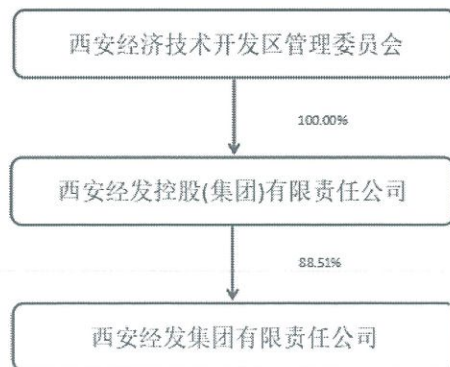 西安经济技术开发区管理委员会
100.00%
西安经发控股(集团)有限责任公司
88.51%
西安经发集团有限责任公司